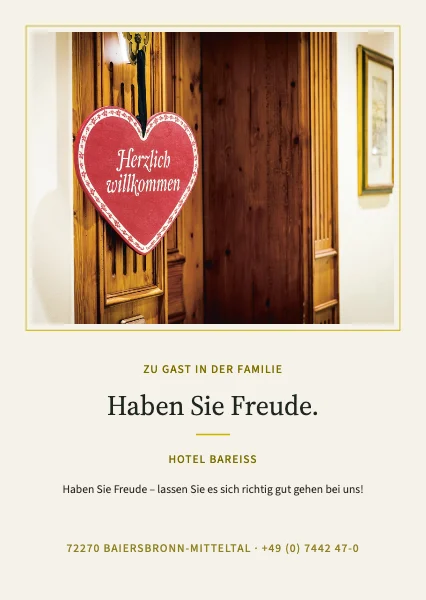 Herzlich
willkommen
ZU GAST IN DER FAMILIE
Haben Sie Freude.
HOTEL BAREISS
Haben Sie Freude – lassen Sie es sich richtig gut gehen bei uns!
72270 BAIERSBRONN-MITTELTAL · +49 (0) 7442 47-0